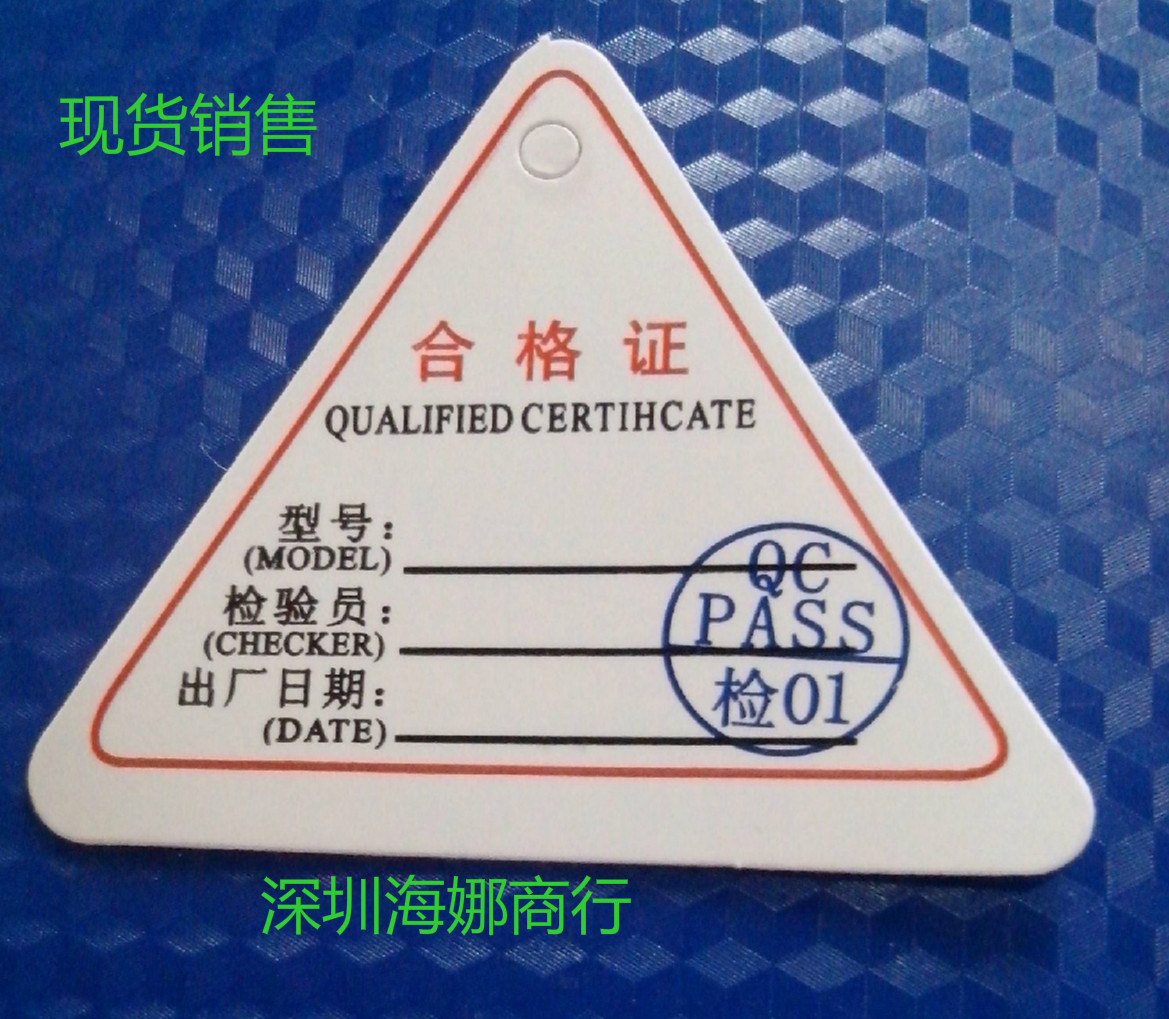 现货销售
合格证
QUALIFIED CERTIHCATE
型号：
(MODEL)
检验员：
(CHECKER)
出厂日期：
(DATE)
QC
PASS
检01
深圳海娜商行